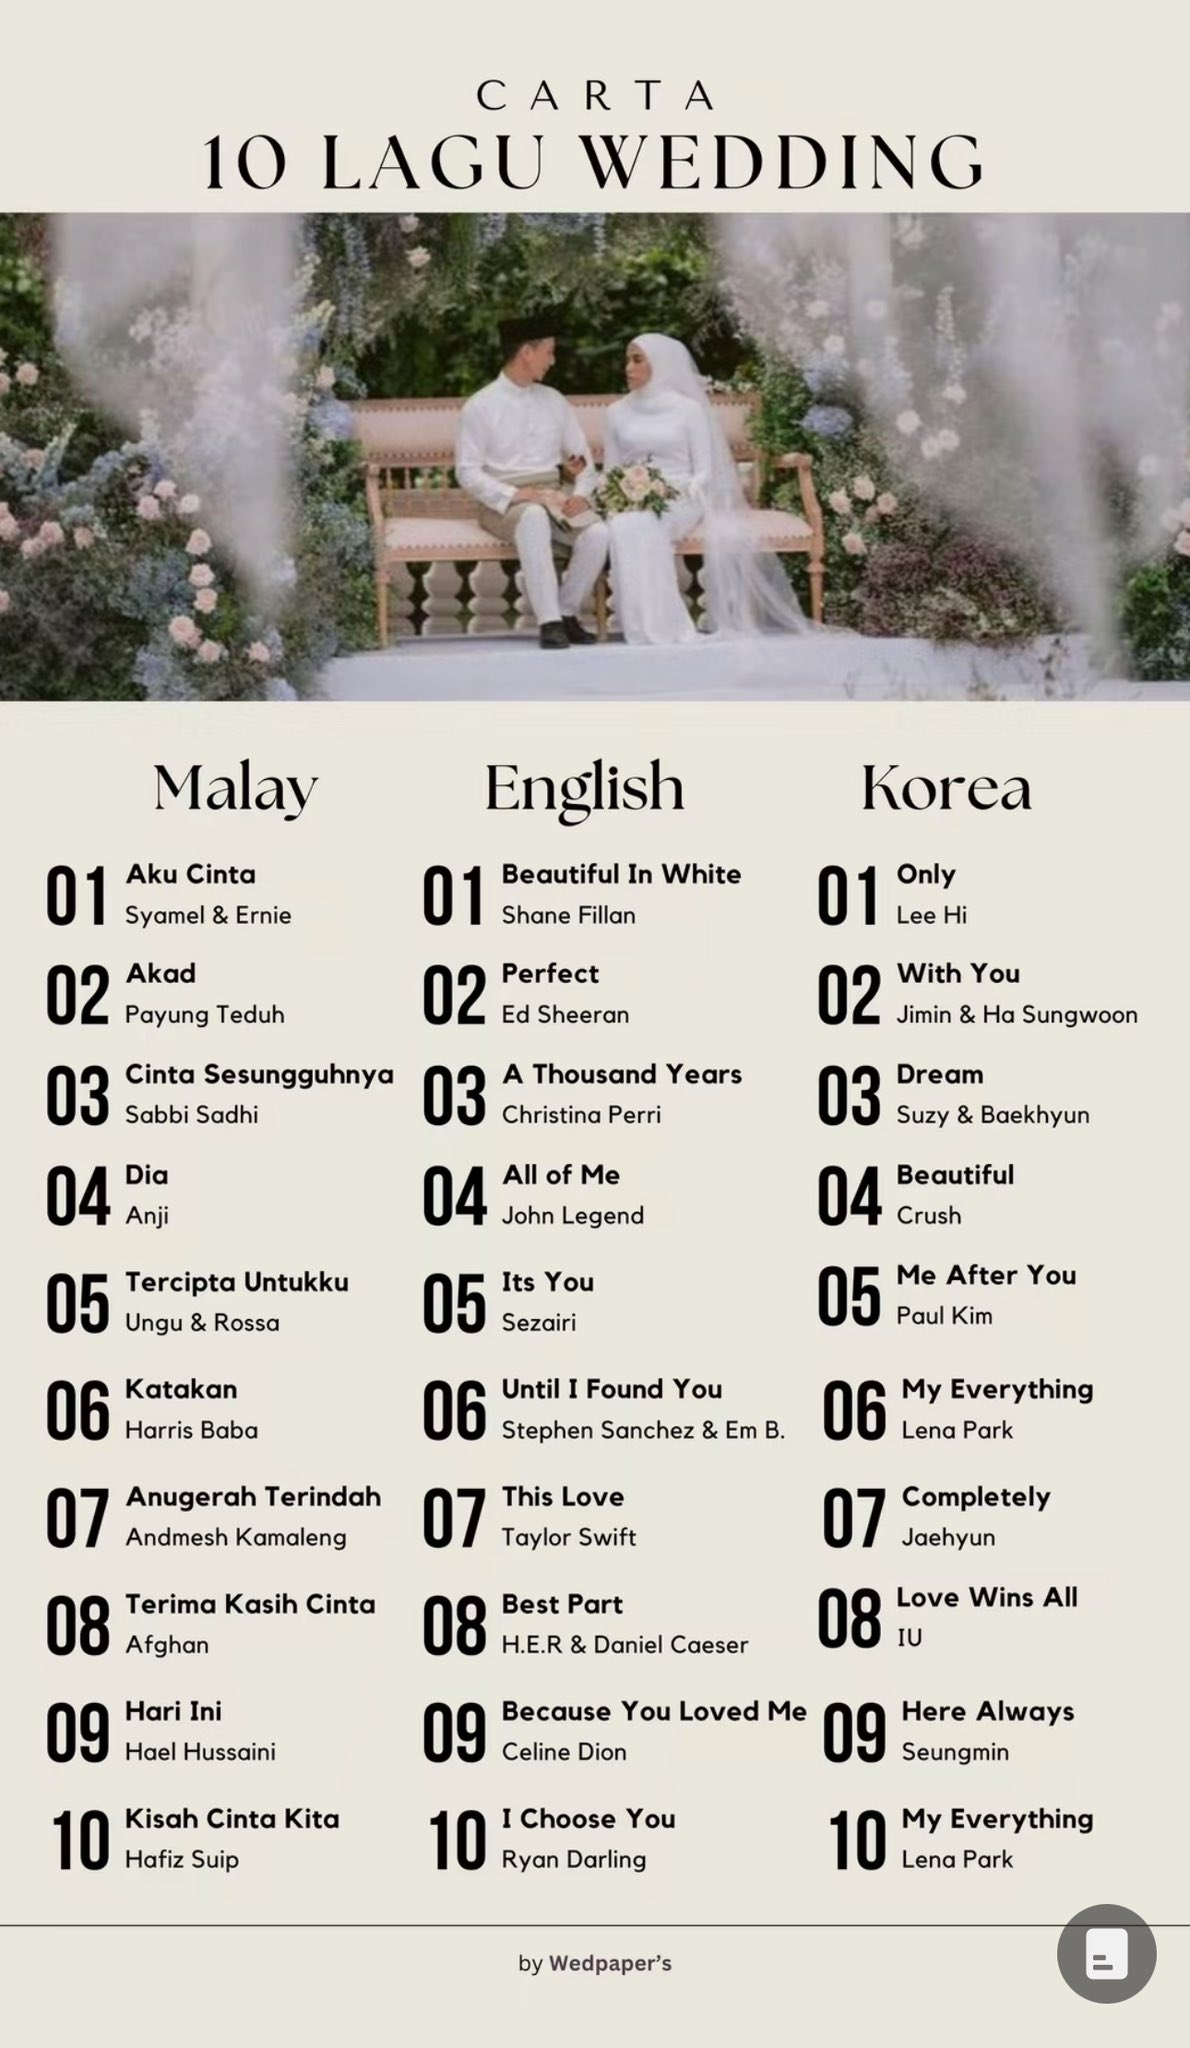 CARTA
10 LAGU WEDDING
Malay
01 Aku Cinta
Syamel & Ernie
02 Akad
Payung Teduh
03 Cinta Sesungguhnya
Sabbi Sadhi
04 Dia
Anji
05 Tercipta Untukku
Ungu & Rossa
06 Katakan
Harris Baba
07 Anugerah Terindah
Andmesh Kamaleng
08 Terima Kasih Cinta
Afghan
09 Hari Ini
Hael Hussaini
10 Kisah Cinta Kita
Hafiz Suip
English
01 Beautiful In White
Shane Fillan
02 Perfect
Ed Sheeran
03 A Thousand Years
Christina Perri
04 All of Me
John Legend
05 Its You
Sezairi
06 Until I Found You
Stephen Sanchez & Em B.
07 This Love
Taylor Swift
08 Best Part
H.E.R & Daniel Caeser
09 Because You Loved Me
Celine Dion
10 I Choose You
Ryan Darling
Korea
01 Only
Lee Hi
02 With You
Jimin & Ha Sungwoon
03 Dream
Suzy & Baekhyun
04 Beautiful
Crush
05 Me After You
Paul Kim
06 My Everything
Lena Park
07 Completely
Jaehyun
08 Love Wins All
IU
09 Here Always
Seungmin
10 My Everything
Lena Park
by Wedpaper's